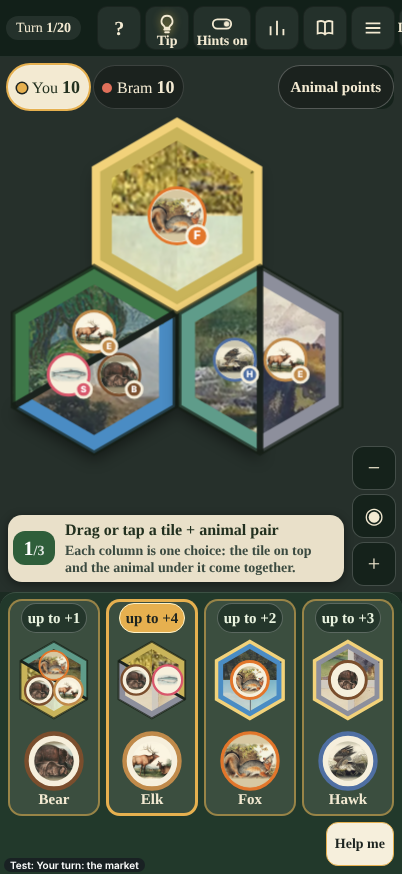 Turn 1/20
?
Tip
Hints on
You 10
Bram 10
Animal points
F
E
S
B
H
E
1/3
Drag or tap a tile + animal pair
Each column is one choice: the tile on top
and the animal under it come together.
up to +1
up to +4
up to +2
up to +3
Bear
Elk
Fox
Hawk
Help me
Test: Your turn: the market